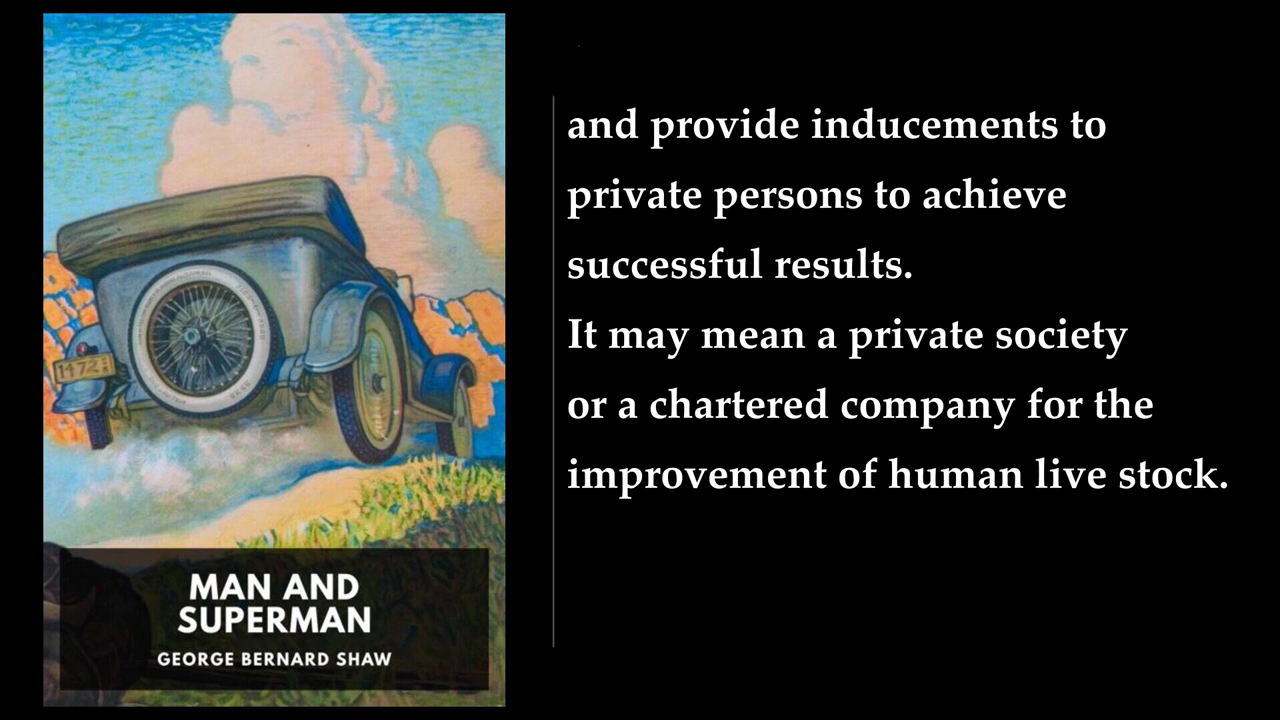 and provide inducements to
private persons to achieve
successful results.
It may mean a private society
or a chartered company for the
improvement of human live stock.
1472
MAN AND
SUPERMAN
GEORGE BERNARD SHAW